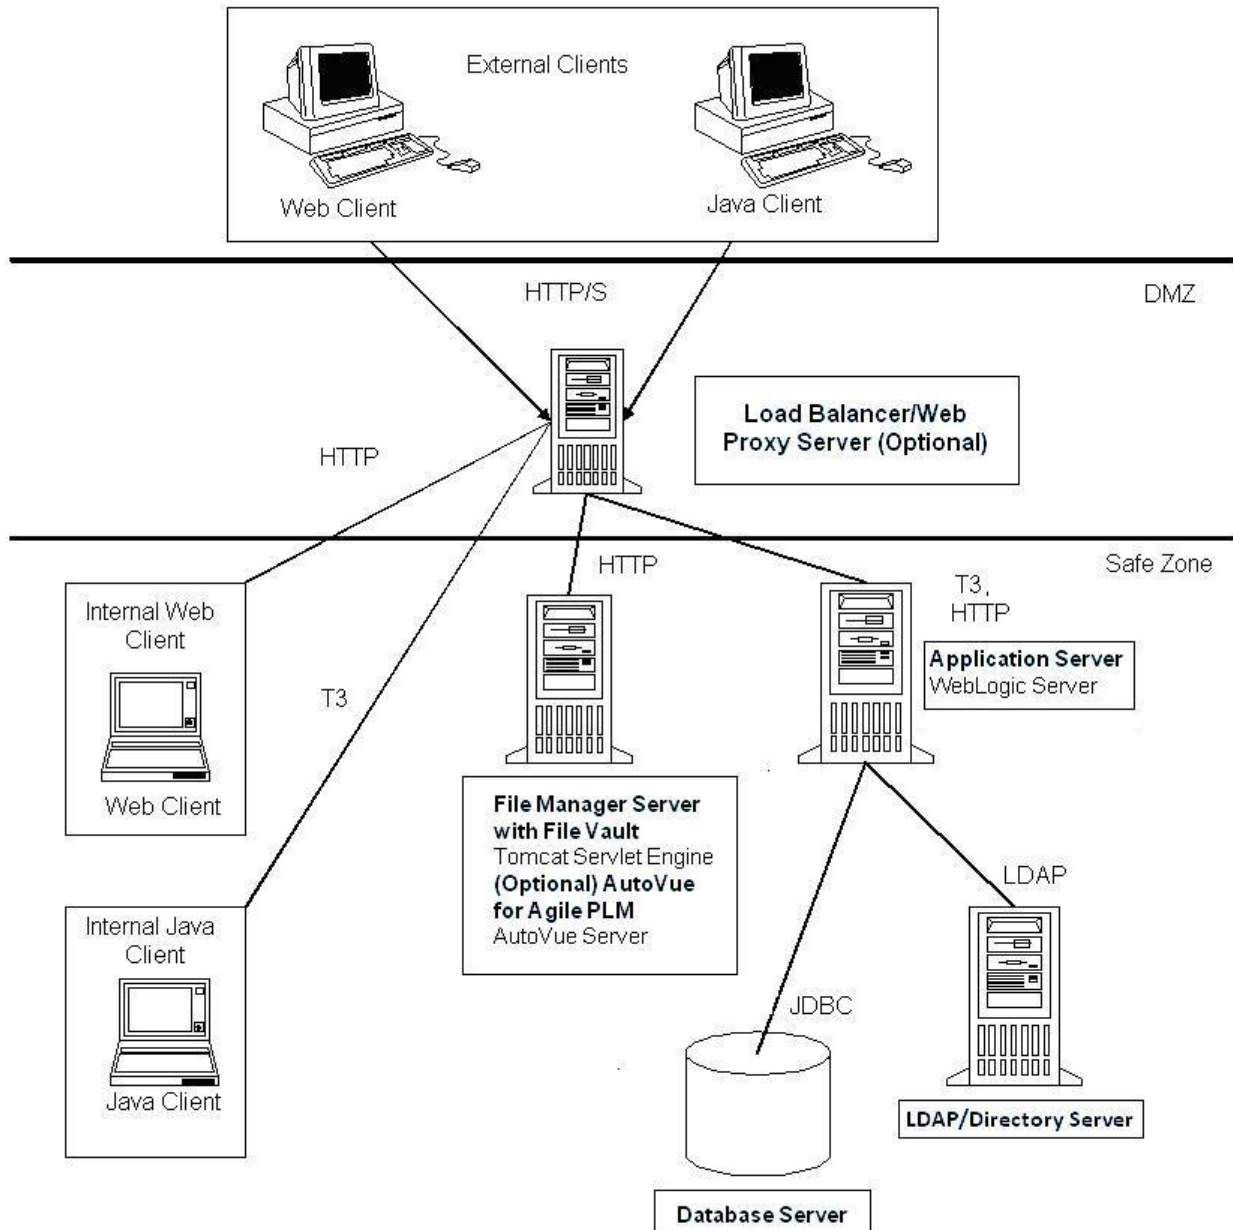 External Clients
Web Client
Java Client
HTTP/S
DMZ
Load Balancer/Web
Proxy Server (Optional)
HTTP
Safe Zone
HTTP
T3,
HTTP
Internal Web
Client
Web Client
T3
Application Server
WebLogic Server
File Manager Server
with File Vault
Tomcat Servlet Engine
(Optional) AutoVue
for Agile PLM
AutoVue Server
LDAP
Internal Java
Client
Java Client
JDBC
LDAP/Directory Server
Database Server